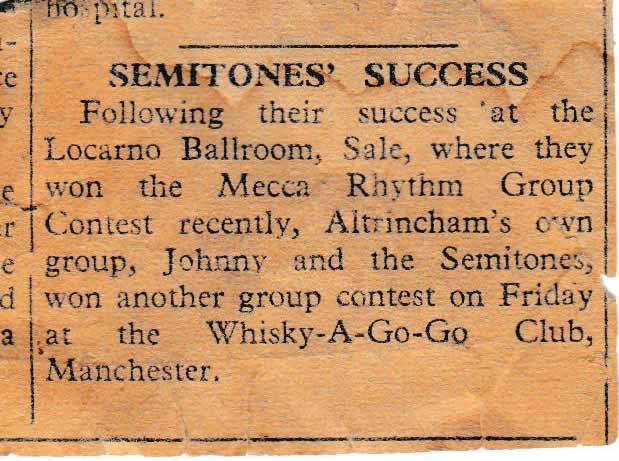 hospital.
SEMITONES' SUCCESS
Following their success at the
Locarno Ballroom, Sale, where they
won the Mecca Rhythm Group
Contest recently, Altrincham's own
group, Johnny and the Semitones,
won another group contest on Friday
at the Whisky-A-Go-Go Club,
Manchester.